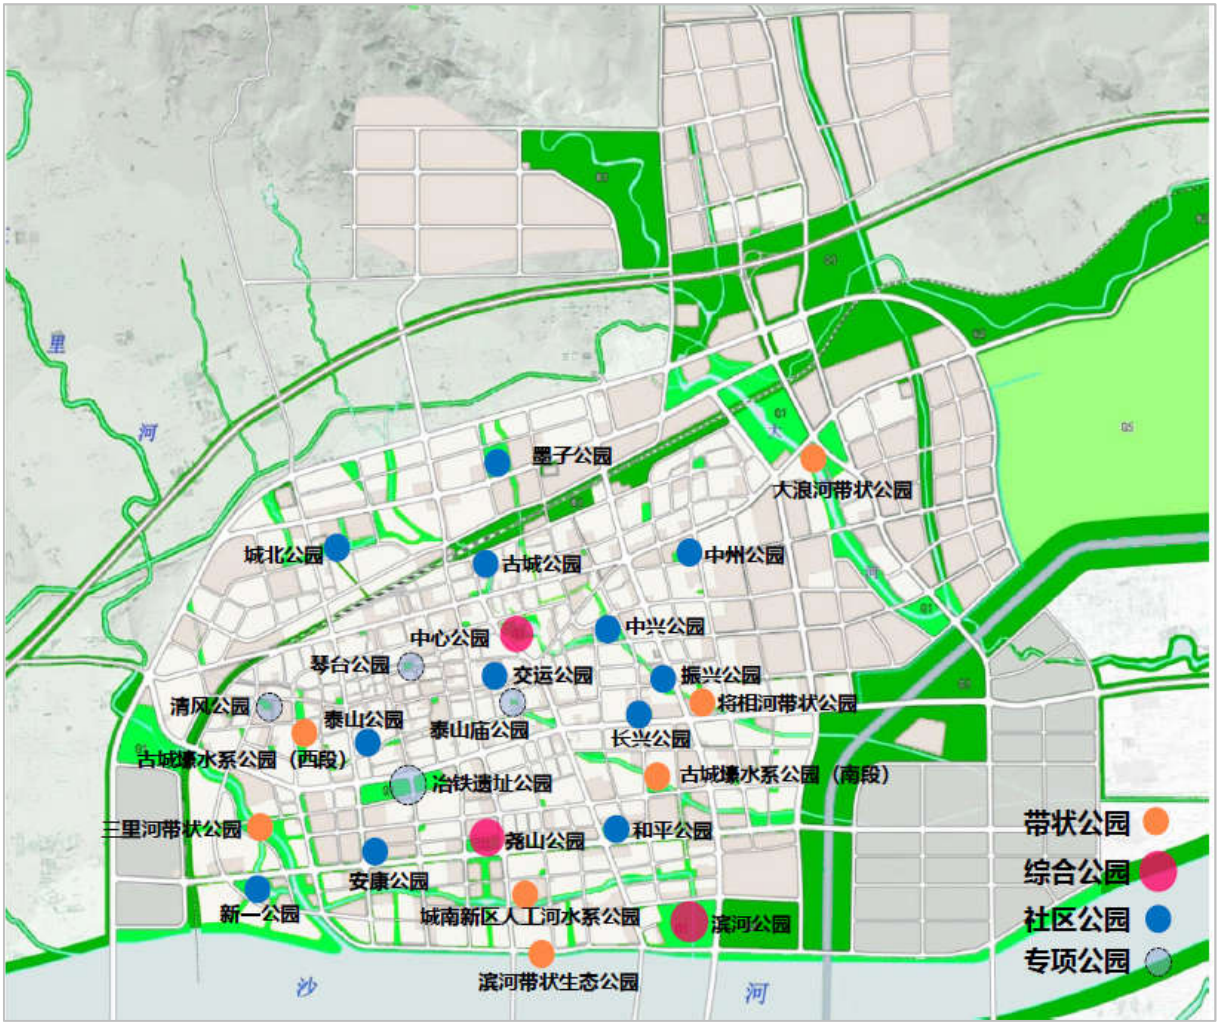 里
河
墨子公园
G1
大
大浪河带状公园
城北公园
古城公园
中州公园
河
G1
中心公园
中兴公园
琴台公园
交运公园
振兴公园
清风公园
泰山公园
泰山庙公园
将相河带状公园
长兴公园
古城壕水系公园（西段）
冶铁遗址公园
古城壕水系公园（南段）
三里河带状公园
尧山公园
和平公园
带状公园
安康公园
综合公园
新一公园
城南新区人工河水系公园
滨河公园
社区公园
滨河带状生态公园
专项公园
沙
河